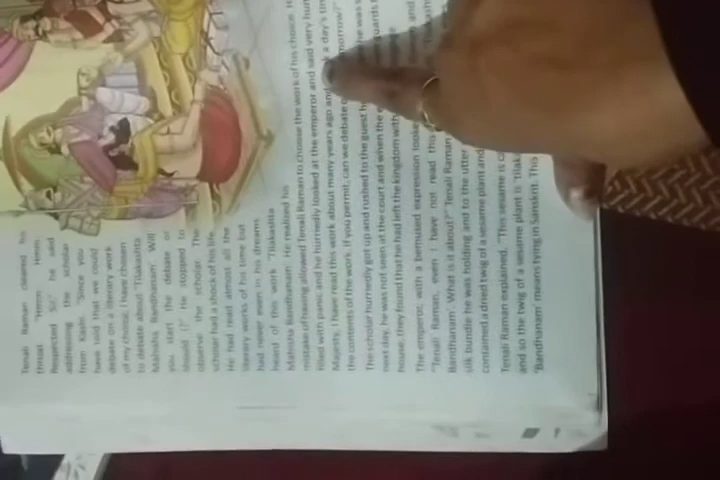 Tenali Raman cleared his
throat. "Hmm Hmm.
Respected Sir," he said
addressing the scholar
from Kashi. "Since you
have said that we could
debate on a literary work
of my choice, I have chosen
to debate about 'Tilakashta
Mahisha Bandhanam'. Will
you start the debate or
should I?" He stopped to
observe the scholar. The
scholar had a shock of his life.
He had read almost all the
literary works of his time but
had never even in his dreams
heard of this work 'Tilakashta
Mahisha Bandhanam'. He realized his
mistake of having allowed Tenali Raman to choose the work of his choice. H
filled with panic and he hurriedly looked at the emperor and said very hum
Majesty, I have read this work about many years ago and a day's tim
the contents of the work. If you permit, can we debate morrow?"
The scholar hurriedly got up and rushed to the guest h he was s
next day, he was not seen at the court and when the guards
house, they found that he had left the kingdom with
The emperor, with a bemused expression looke
"Tenali Raman, even I have not read this
Bandhanam'. What is it about?" Tenali Raman
silk bundle he was holding and to the utter
contained a dried twig of a sesame plant and
Tenali Raman explained, "This sesame is ca
and so the twig of a sesame plant is 'Tilak
'Bandhanam' means tying in Sanskrit. This